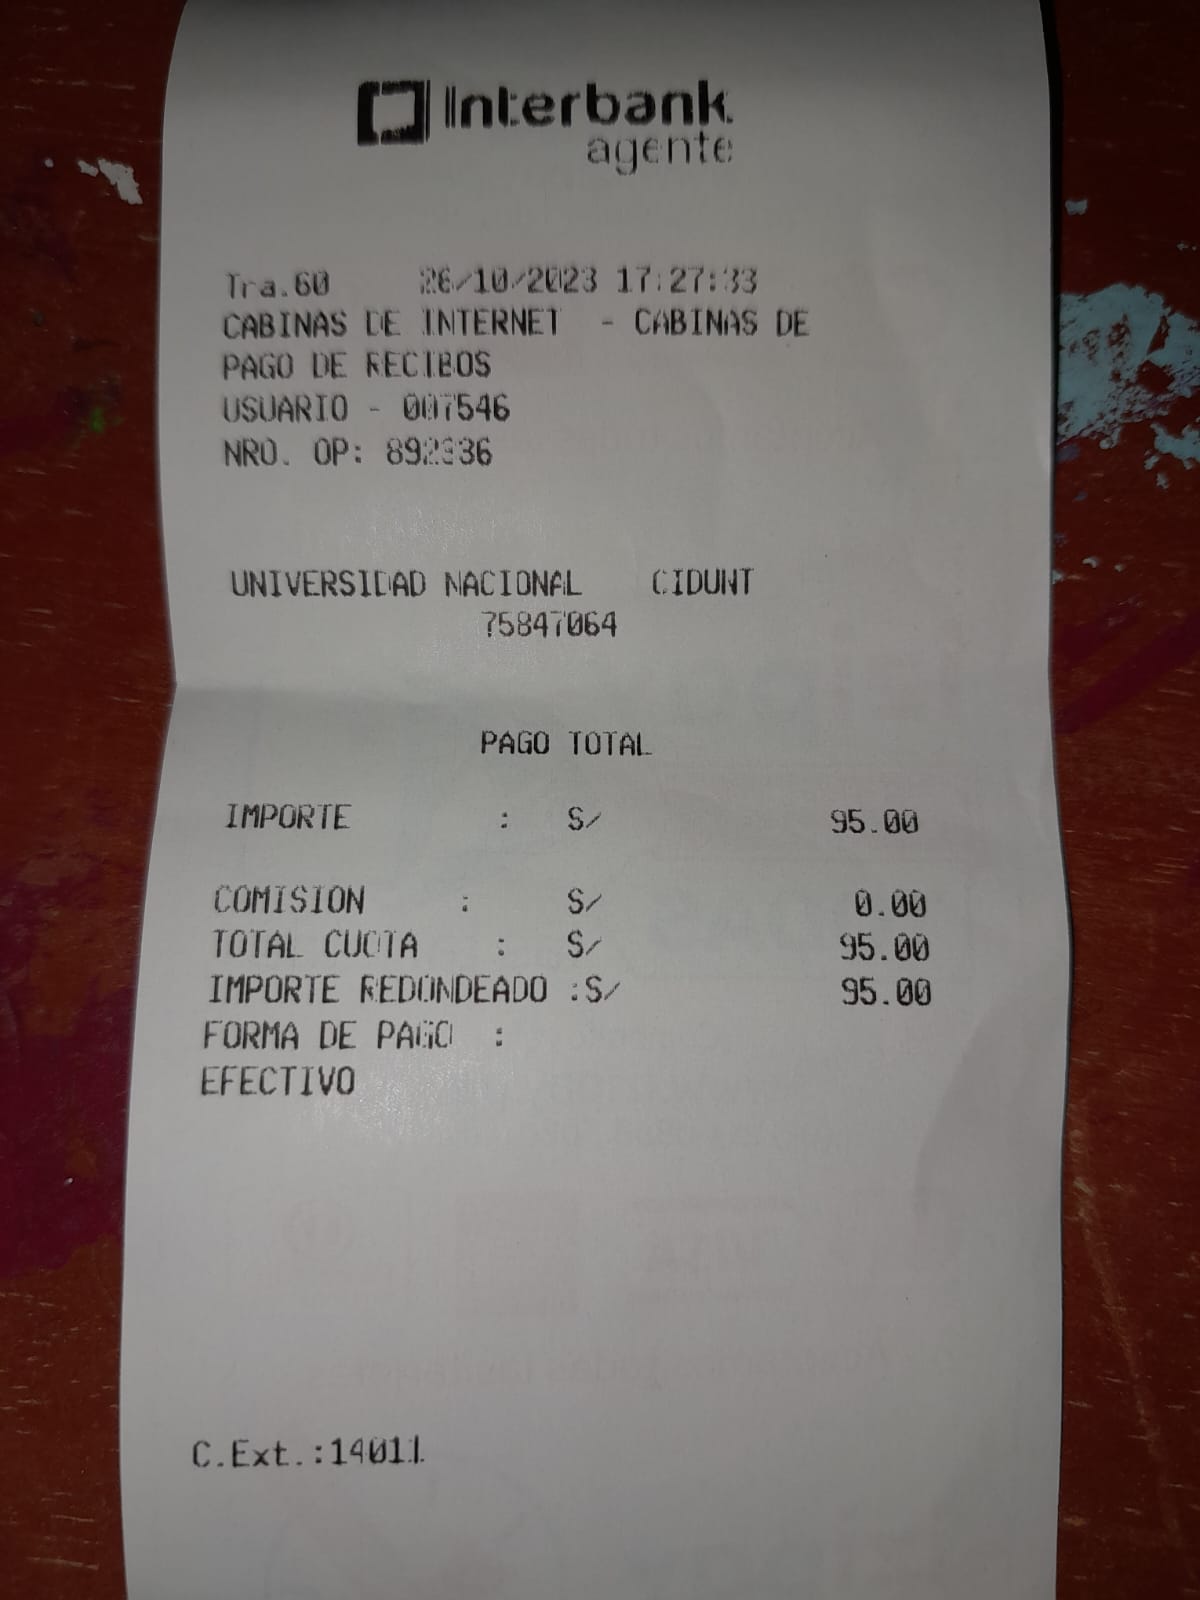 Interbank
agente
Tra.60 26/10/2023 17:27:33
CABINAS DE INTERNET - CABINAS DE
PAGO DE RECIBOS
USUARIO - 007546
NRO. OP:
UNIVERSIDAD NACIONAL CIDUNT
75847064
PAGO TOTAL
IMPORTE : S/ 95.00
COMISION : S/ 0.00
TOTAL CUOTA : S/ 95.00
IMPORTE REDONDEADO :S/ 95.00
FORMA DE PAGO :
EFECTIVO
C.Ext.:14011